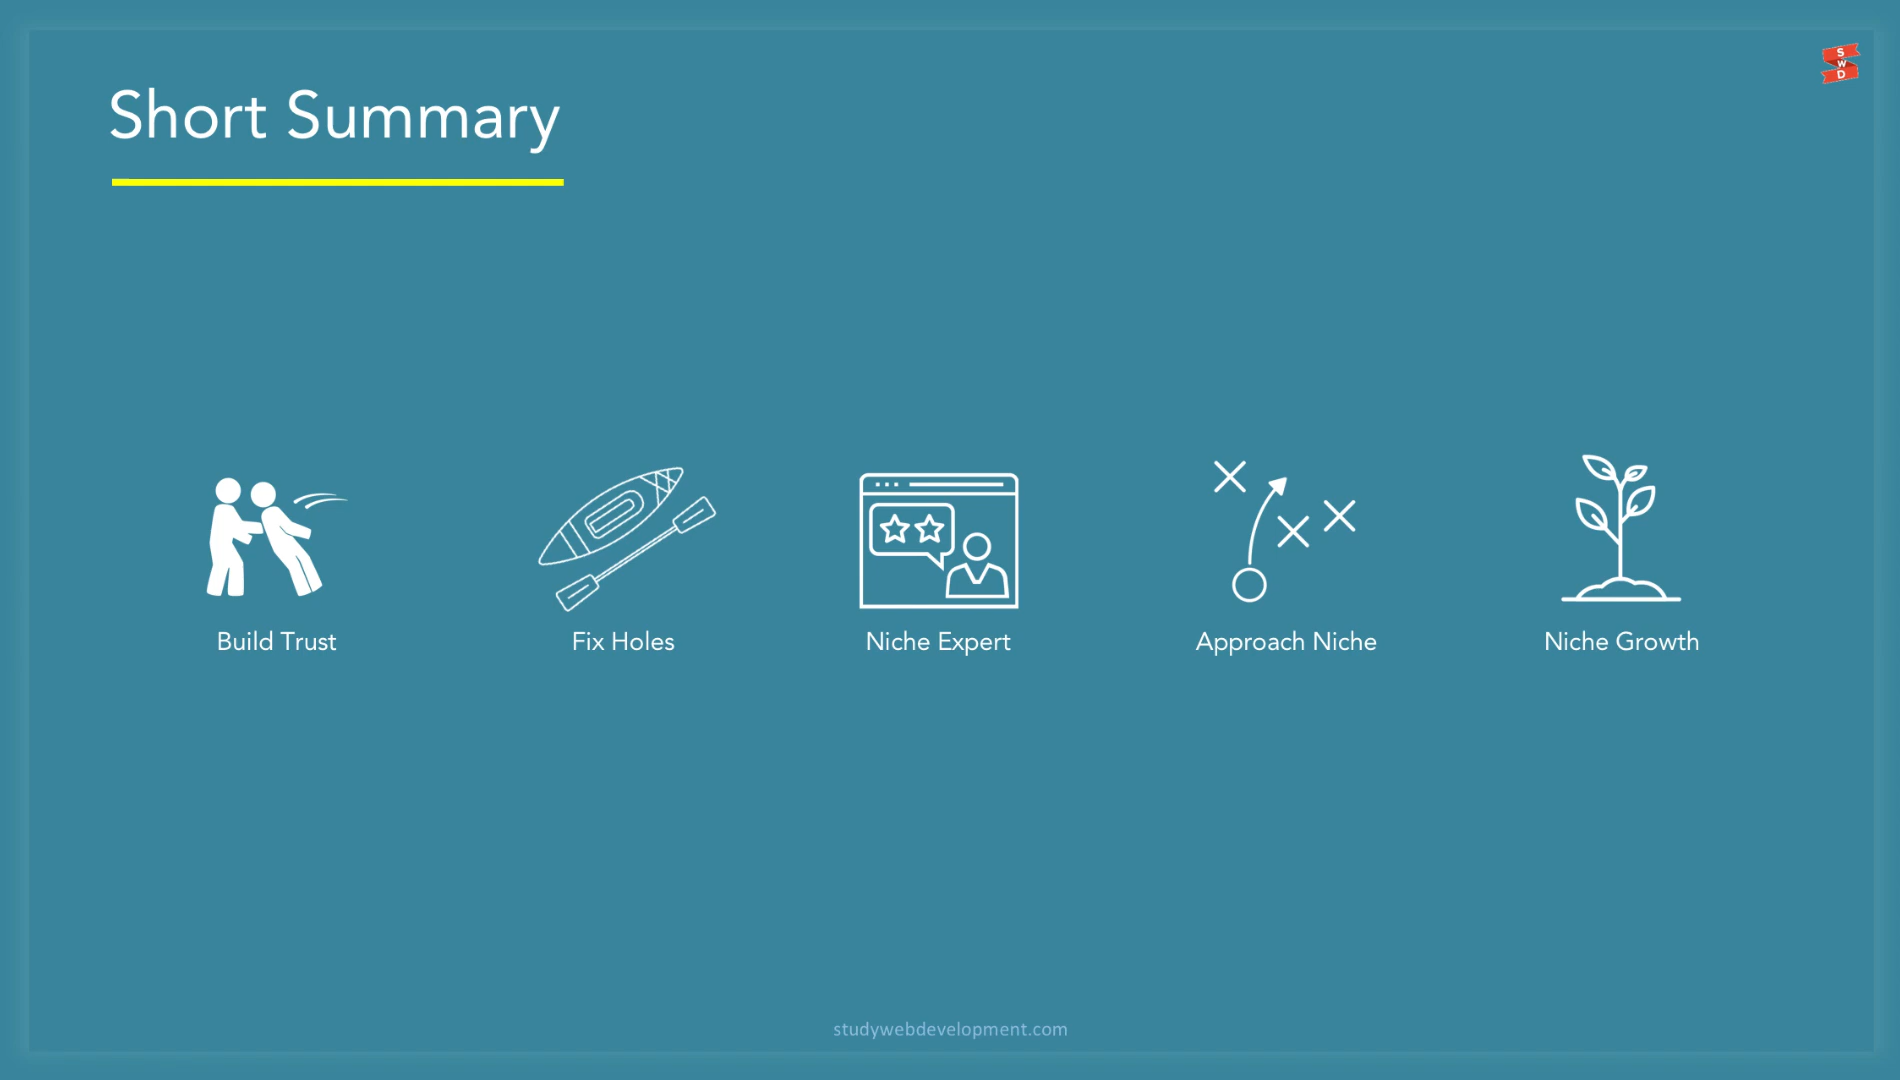 Short Summary
S
W
D
Build Trust
Fix Holes
Niche Expert
Approach Niche
Niche Growth
studywebdevelopment.com